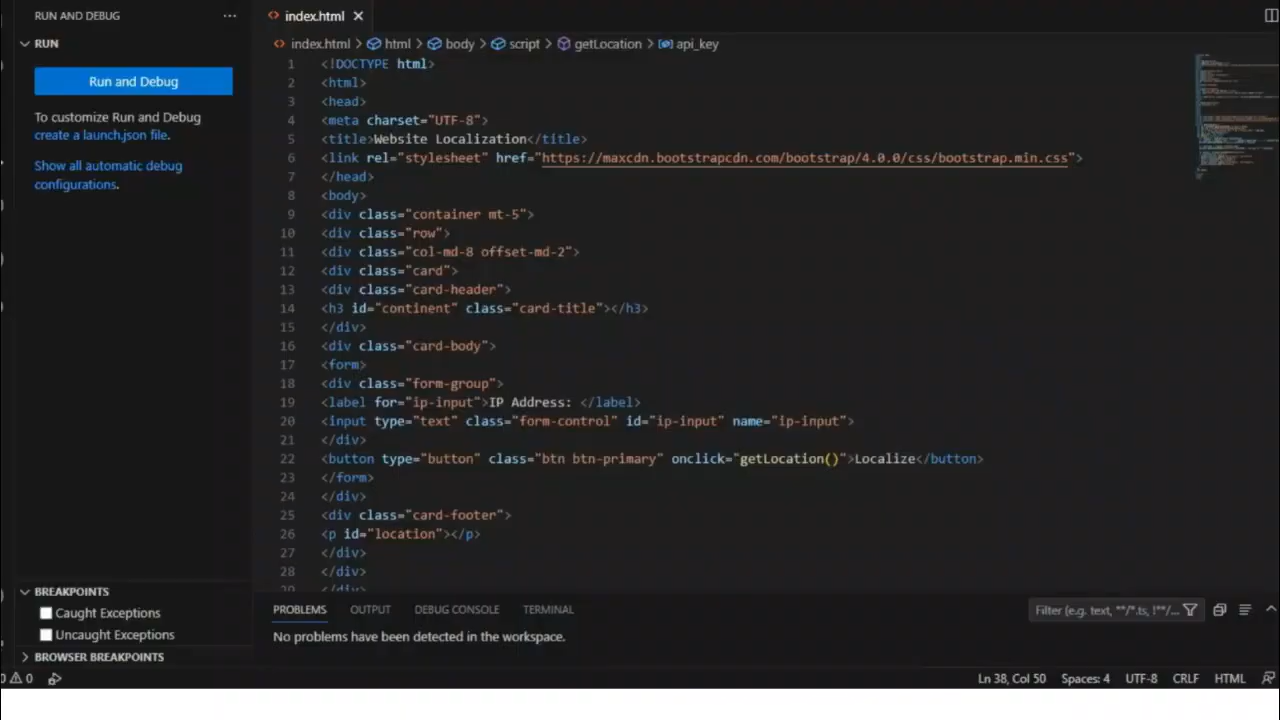 RUN AND DEBUG ···
RUN
Run and Debug
To customize Run and Debug
create a launch.json file.
Show all automatic debug
configurations.
index.html
index.html > html > body > script > getLocation > api_key
1 <!DOCTYPE html>
2 <html>
3 <head>
4 <meta charset="UTF-8">
5 <title>Website Localization</title>
6 <link rel="stylesheet" href="https://maxcdn.bootstrapcdn.com/bootstrap/4.0.0/css/bootstrap.min.css">
7 </head>
8 <body>
9 <div class="container mt-5">
10 <div class="row">
11 <div class="col-md-8 offset-md-2">
12 <div class="card">
13 <div class="card-header">
14 <h3 id="continent" class="card-title"></h3>
15 </div>
16 <div class="card-body">
17 <form>
18 <div class="form-group">
19 <label for="ip-input">IP Address: </label>
20 <input type="text" class="form-control" id="ip-input" name="ip-input">
21 </div>
22 <button type="button" class="btn btn-primary" onclick="getLocation()">Localize</button>
23 </form>
24 </div>
25 <div class="card-footer">
26 <p id="location"></p>
27 </div>
28 </div>
29 </div>
BREAKPOINTS
Caught Exceptions
Uncaught Exceptions
BROWSER BREAKPOINTS
PROBLEMS OUTPUT DEBUG CONSOLE TERMINAL
Filter (e.g. text, **/*.ts, !**/...
No problems have been detected in the workspace.
0 0 Ln 38, Col 50 Spaces: 4 UTF-8 CRLF HTML